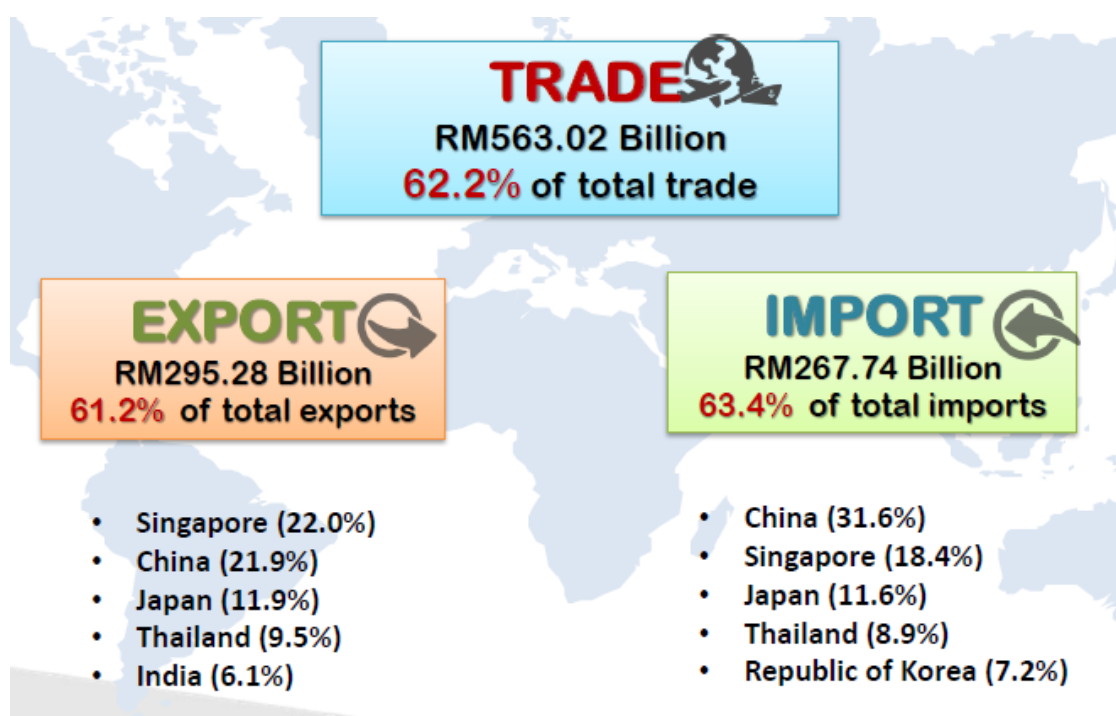 TRADE
RM563.02 Billion
62.2% of total trade
EXPORT
RM295.28 Billion
61.2% of total exports
• Singapore (22.0%)
• China (21.9%)
• Japan (11.9%)
• Thailand (9.5%)
• India (6.1%)
IMPORT
RM267.74 Billion
63.4% of total imports
• China (31.6%)
• Singapore (18.4%)
• Japan (11.6%)
• Thailand (8.9%)
• Republic of Korea (7.2%)